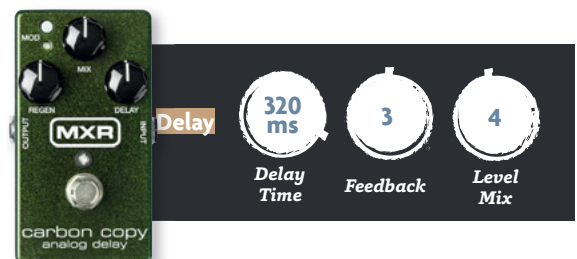 MOD
MIX
REGEN
DELAY
OUTPUT
INPUT
MXR
carbon copy
analog delay
Delay
320
ms
3
4
Delay
Time
Feedback
Level
Mix